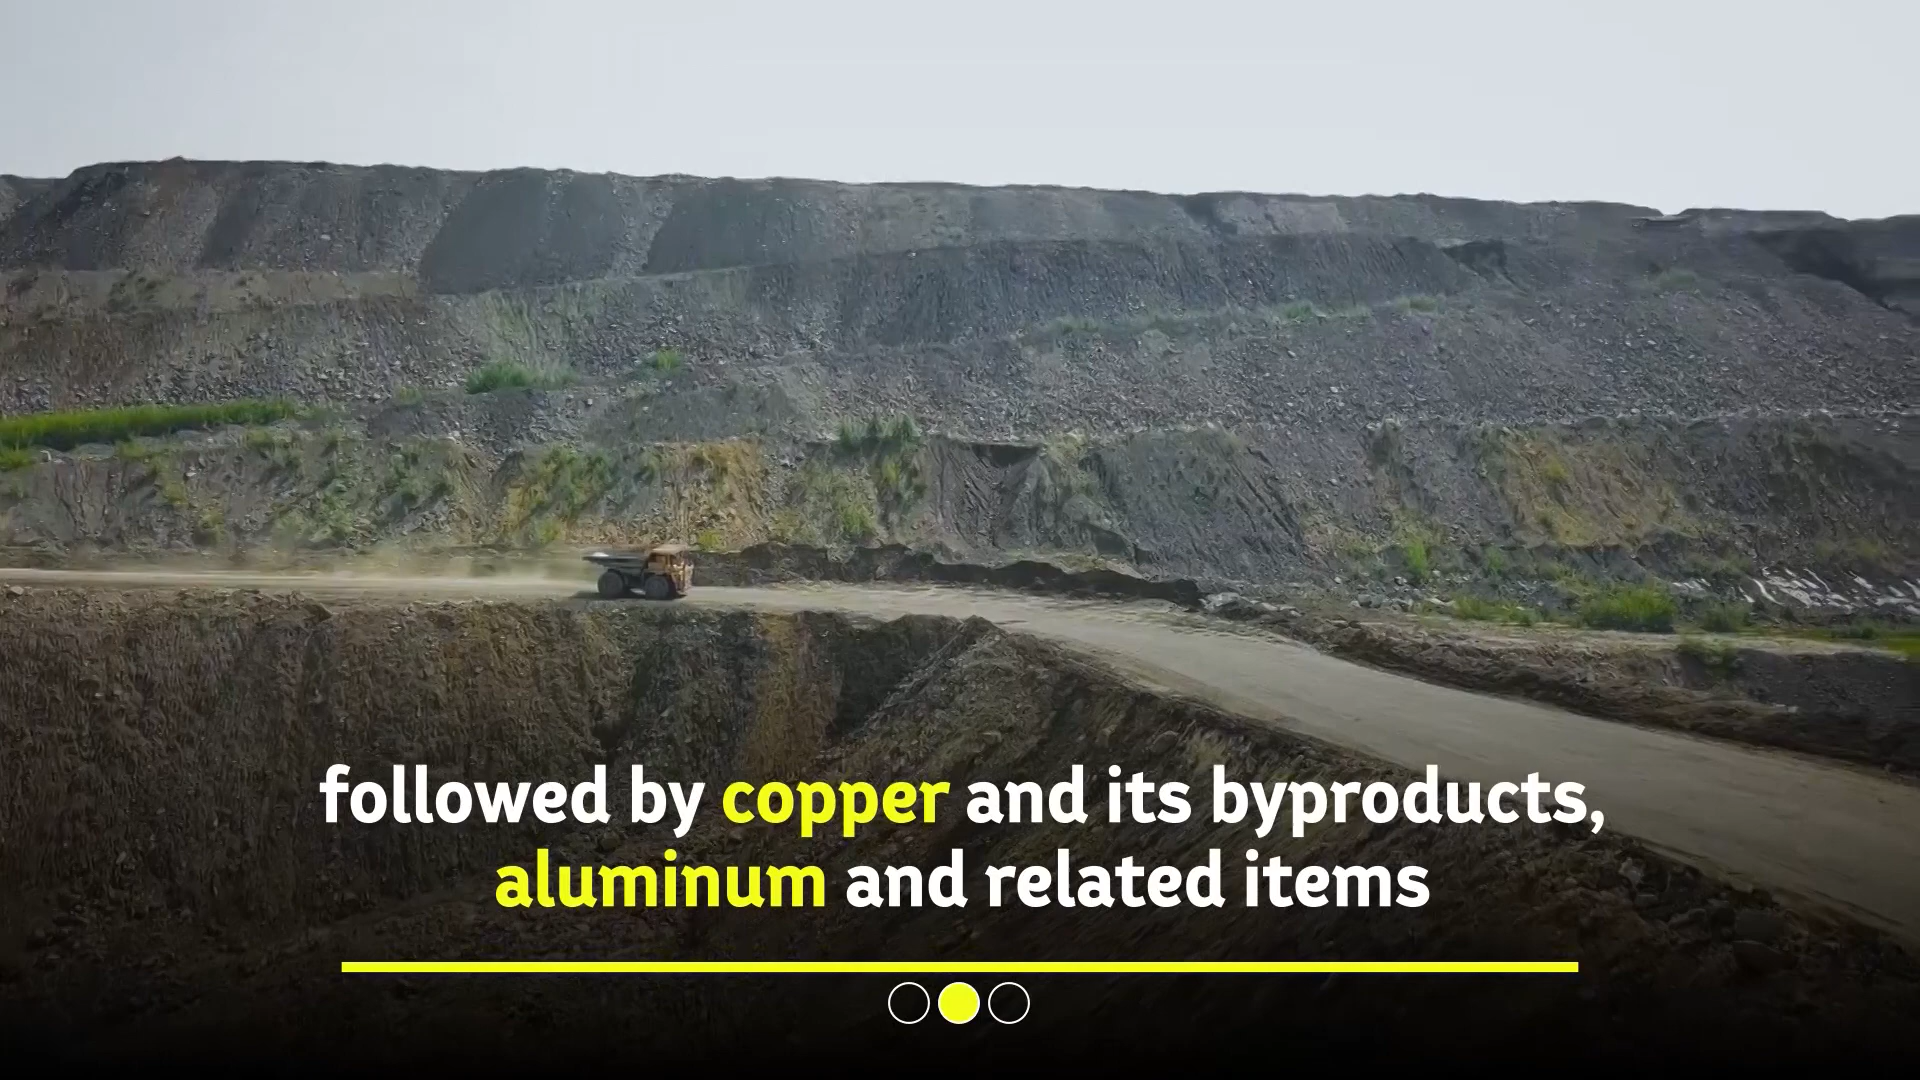 followed by copper and its byproducts,
aluminum and related items